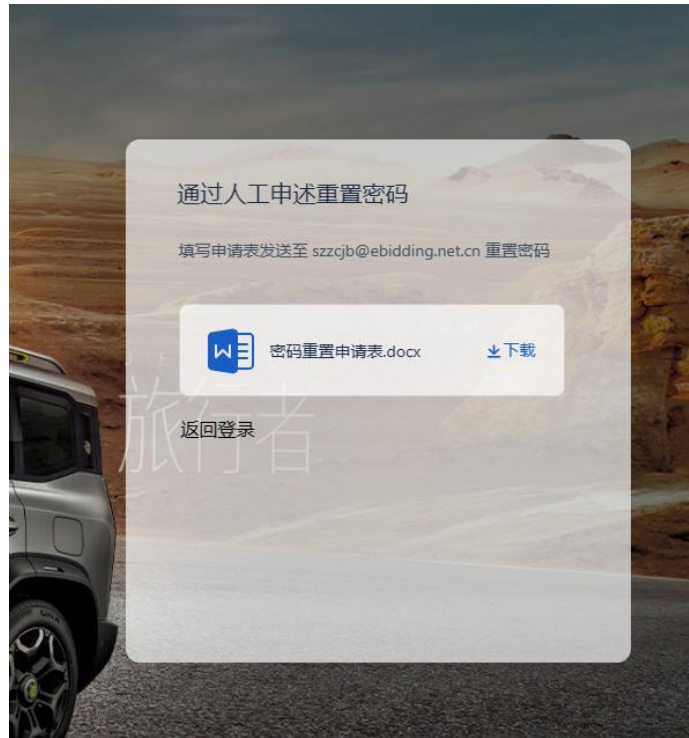 通过人工申述重置密码
填写申请表发送至 szzcjb@ebidding.net.cn 重置密码
密码重置申请表.docx
下载
JE
旅行者
返回登录